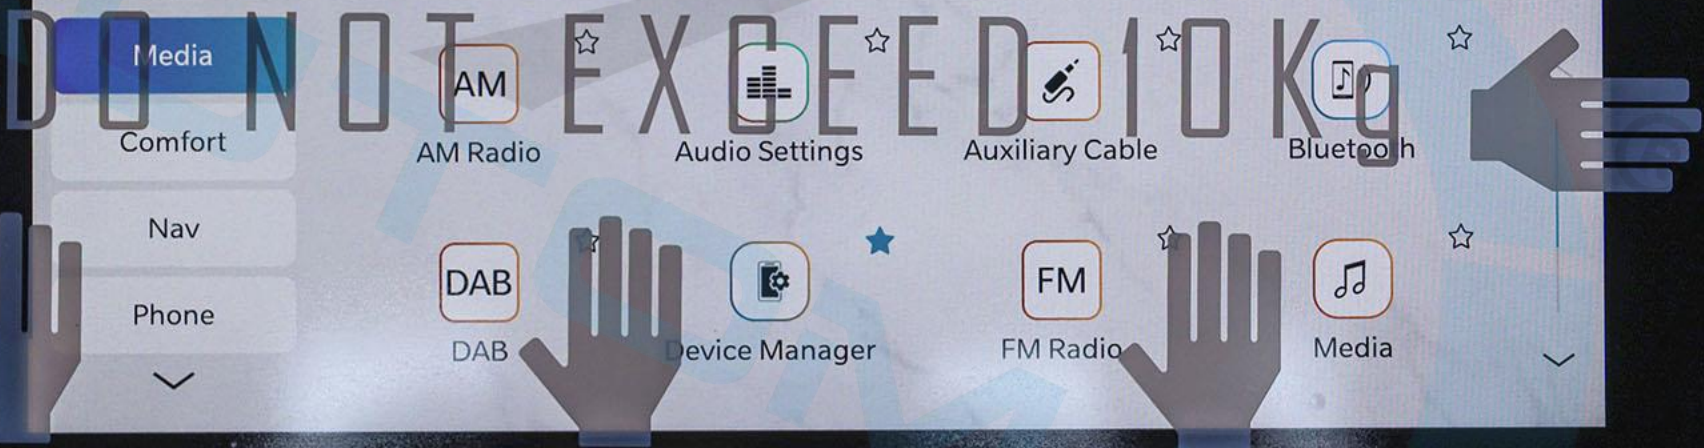 DO NOT EXCEED 10Kg
Media
AM
AM Radio
Audio Settings
Auxiliary Cable
Bluetooth
Comfort
Nav
Phone
DAB
DAB
Device Manager
FM
FM Radio
Media